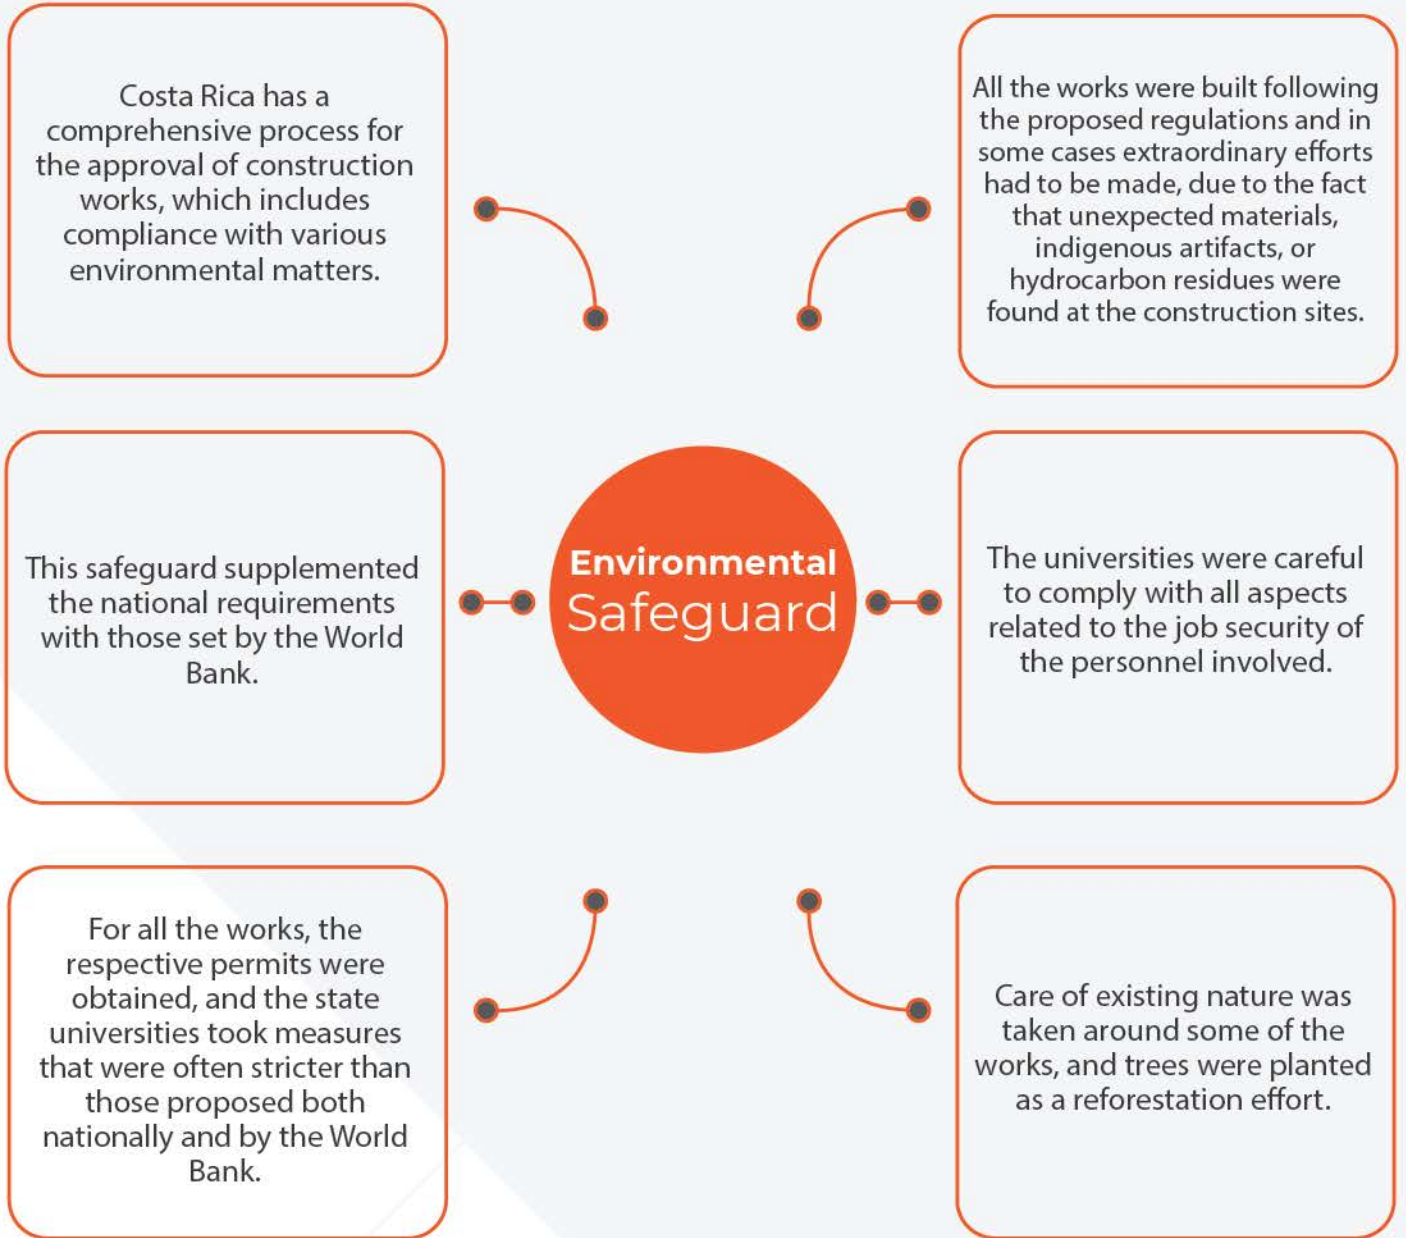 Costa Rica has a
comprehensive process for
the approval of construction
works, which includes
compliance with various
environmental matters.
This safeguard supplemented
the national requirements
with those set by the World
Bank.
For all the works, the
respective permits were
obtained, and the state
universities took measures
that were often stricter than
those proposed both
nationally and by the World
Bank.
Environmental
Safeguard
All the works were built following
the proposed regulations and in
some cases extraordinary efforts
had to be made, due to the fact
that unexpected materials,
indigenous artifacts, or
hydrocarbon residues were
found at the construction sites.
The universities were careful
to comply with all aspects
related to the job security of
the personnel involved.
Care of existing nature was
taken around some of the
works, and trees were planted
as a reforestation effort.